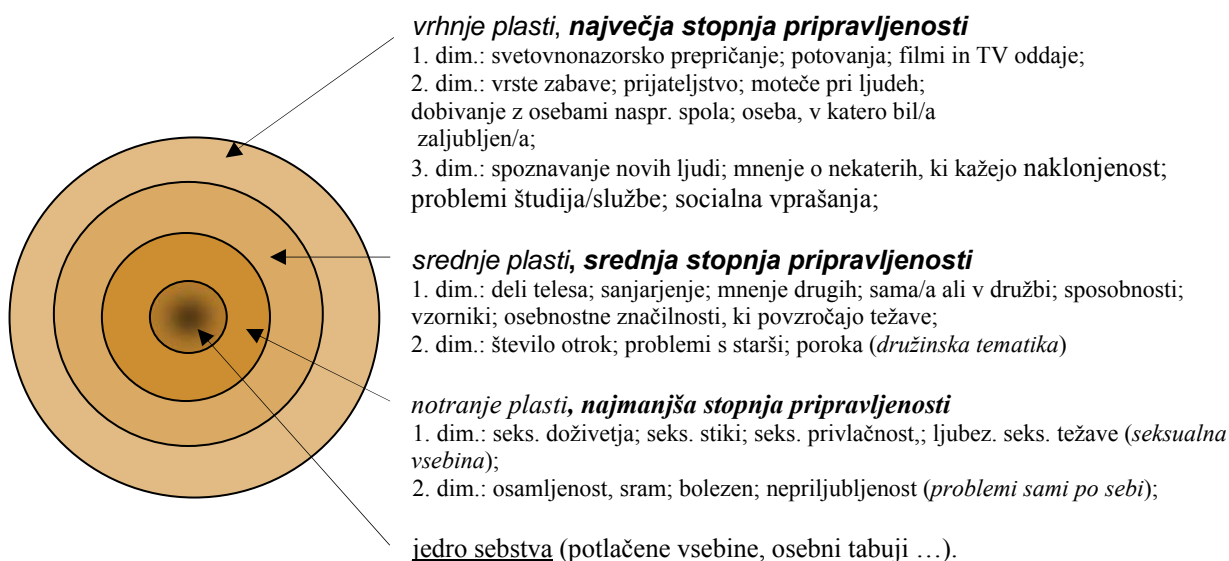 vrhnje plasti, največja stopnja pripravljenosti
1. dim.: svetovnonazorsko prepričanje; potovanja; filmi in TV oddaje;
2. dim.: vrste zabave; prijateljstvo; moteče pri ljudeh;
dobivanje z osebami naspr. spola; oseba, v katero bil/a
zaljubljen/a;
3. dim.: spoznavanje novih ljudi; mnenje o nekaterih, ki kažejo naklonjenost;
problemi študija/službe; socialna vprašanja;
srednje plasti, srednja stopnja pripravljenosti
1. dim.: deli telesa; sanjarjenje; mnenje drugih; sama/a ali v družbi; sposobnosti;
vzorniki; osebnostne značilnosti, ki povzročajo težave;
2. dim.: število otrok; problemi s starši; poroka (družinska tematika)
notranje plasti, najmanjša stopnja pripravljenosti
1. dim.: seks. doživetja; seks. stiki; seks. privlačnost,; ljubez. seks. težave (seksualna
vsebina);
2. dim.: osamljenost, sram; bolezen; nepriljubljenost (problemi sami po sebi);
jedro sebstva (potlačene vsebine, osebni tabuji …).